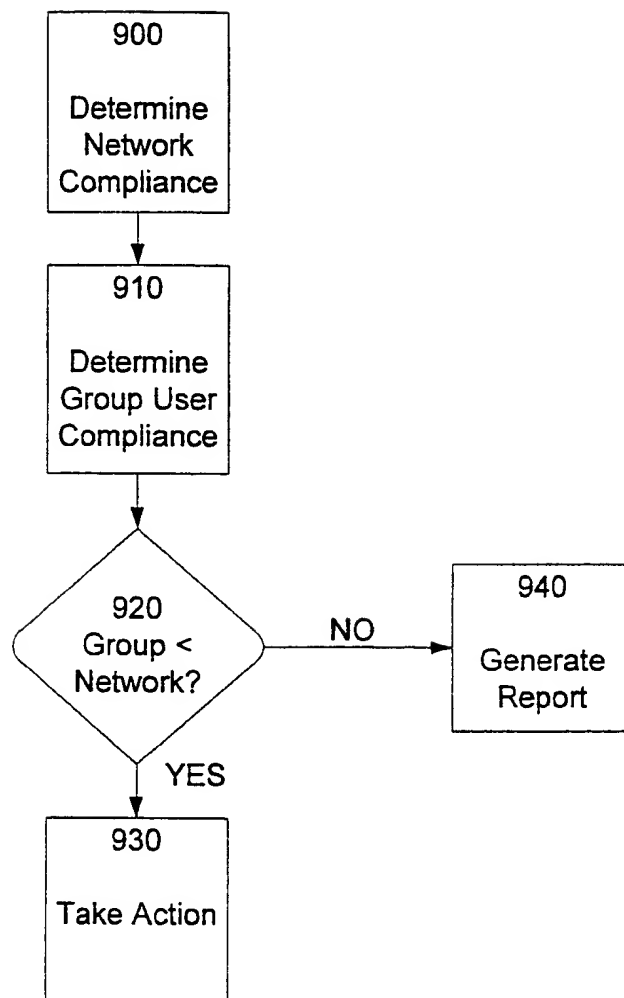 900
Determine
Network
Compliance
910
Determine
Group User
Compliance
920
Group <
Network?
NO
940
Generate
Report
YES
930
Take Action